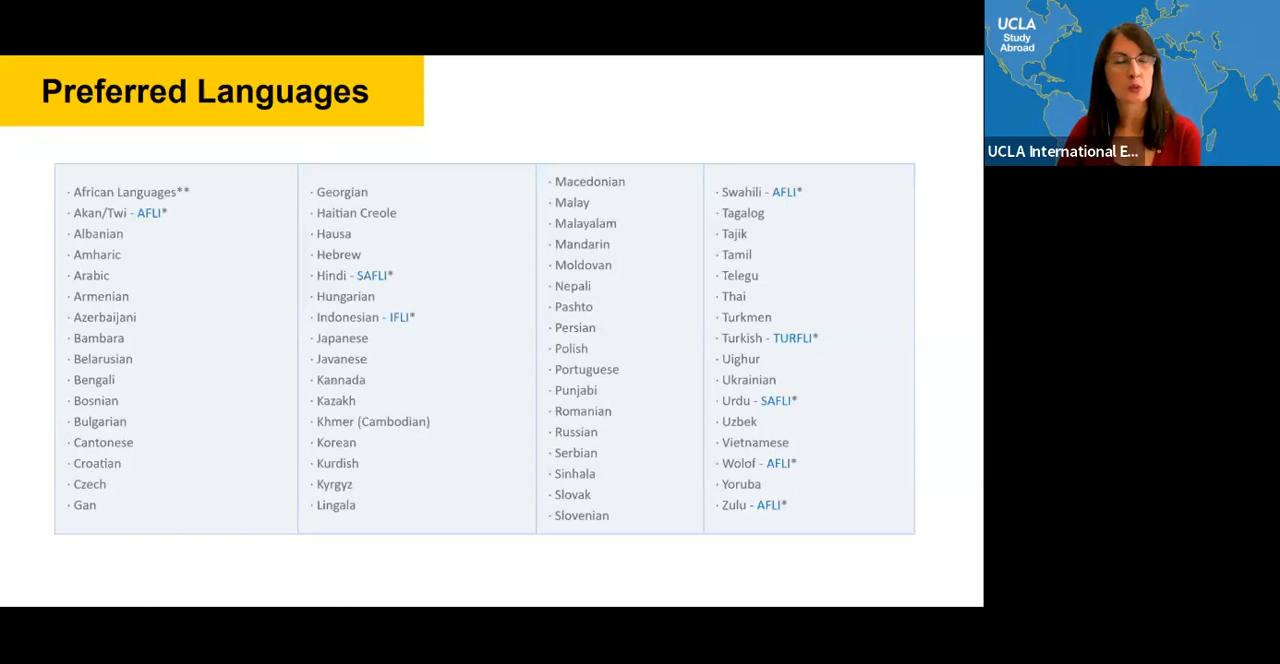 Preferred Languages
· African Languages**
· Akan/Twi - AFLI*
· Albanian
· Amharic
· Arabic
· Armenian
· Azerbaijani
· Bambara
· Belarusian
· Bengali
· Bosnian
· Bulgarian
· Cantonese
· Croatian
· Czech
· Gan
· Georgian
· Haitian Creole
· Hausa
· Hebrew
· Hindi - SAFLI*
· Hungarian
· Indonesian - IFLI*
· Japanese
· Javanese
· Kannada
· Kazakh
· Khmer (Cambodian)
· Korean
· Kurdish
· Kyrgyz
· Lingala
· Macedonian
· Malay
· Malayalam
· Mandarin
· Moldovan
· Nepali
· Pashto
· Persian
· Polish
· Portuguese
· Punjabi
· Romanian
· Russian
· Serbian
· Sinhala
· Slovak
· Slovenian
· Swahili - AFLI*
· Tagalog
· Tajik
· Tamil
· Telegu
· Thai
· Turkmen
· Turkish - TURFLI*
· Uighur
· Ukrainian
· Urdu - SAFLI*
· Uzbek
· Vietnamese
· Wolof - AFLI*
· Yoruba
· Zulu - AFLI*
UCLA
Study
Abroad
UCLA International E...